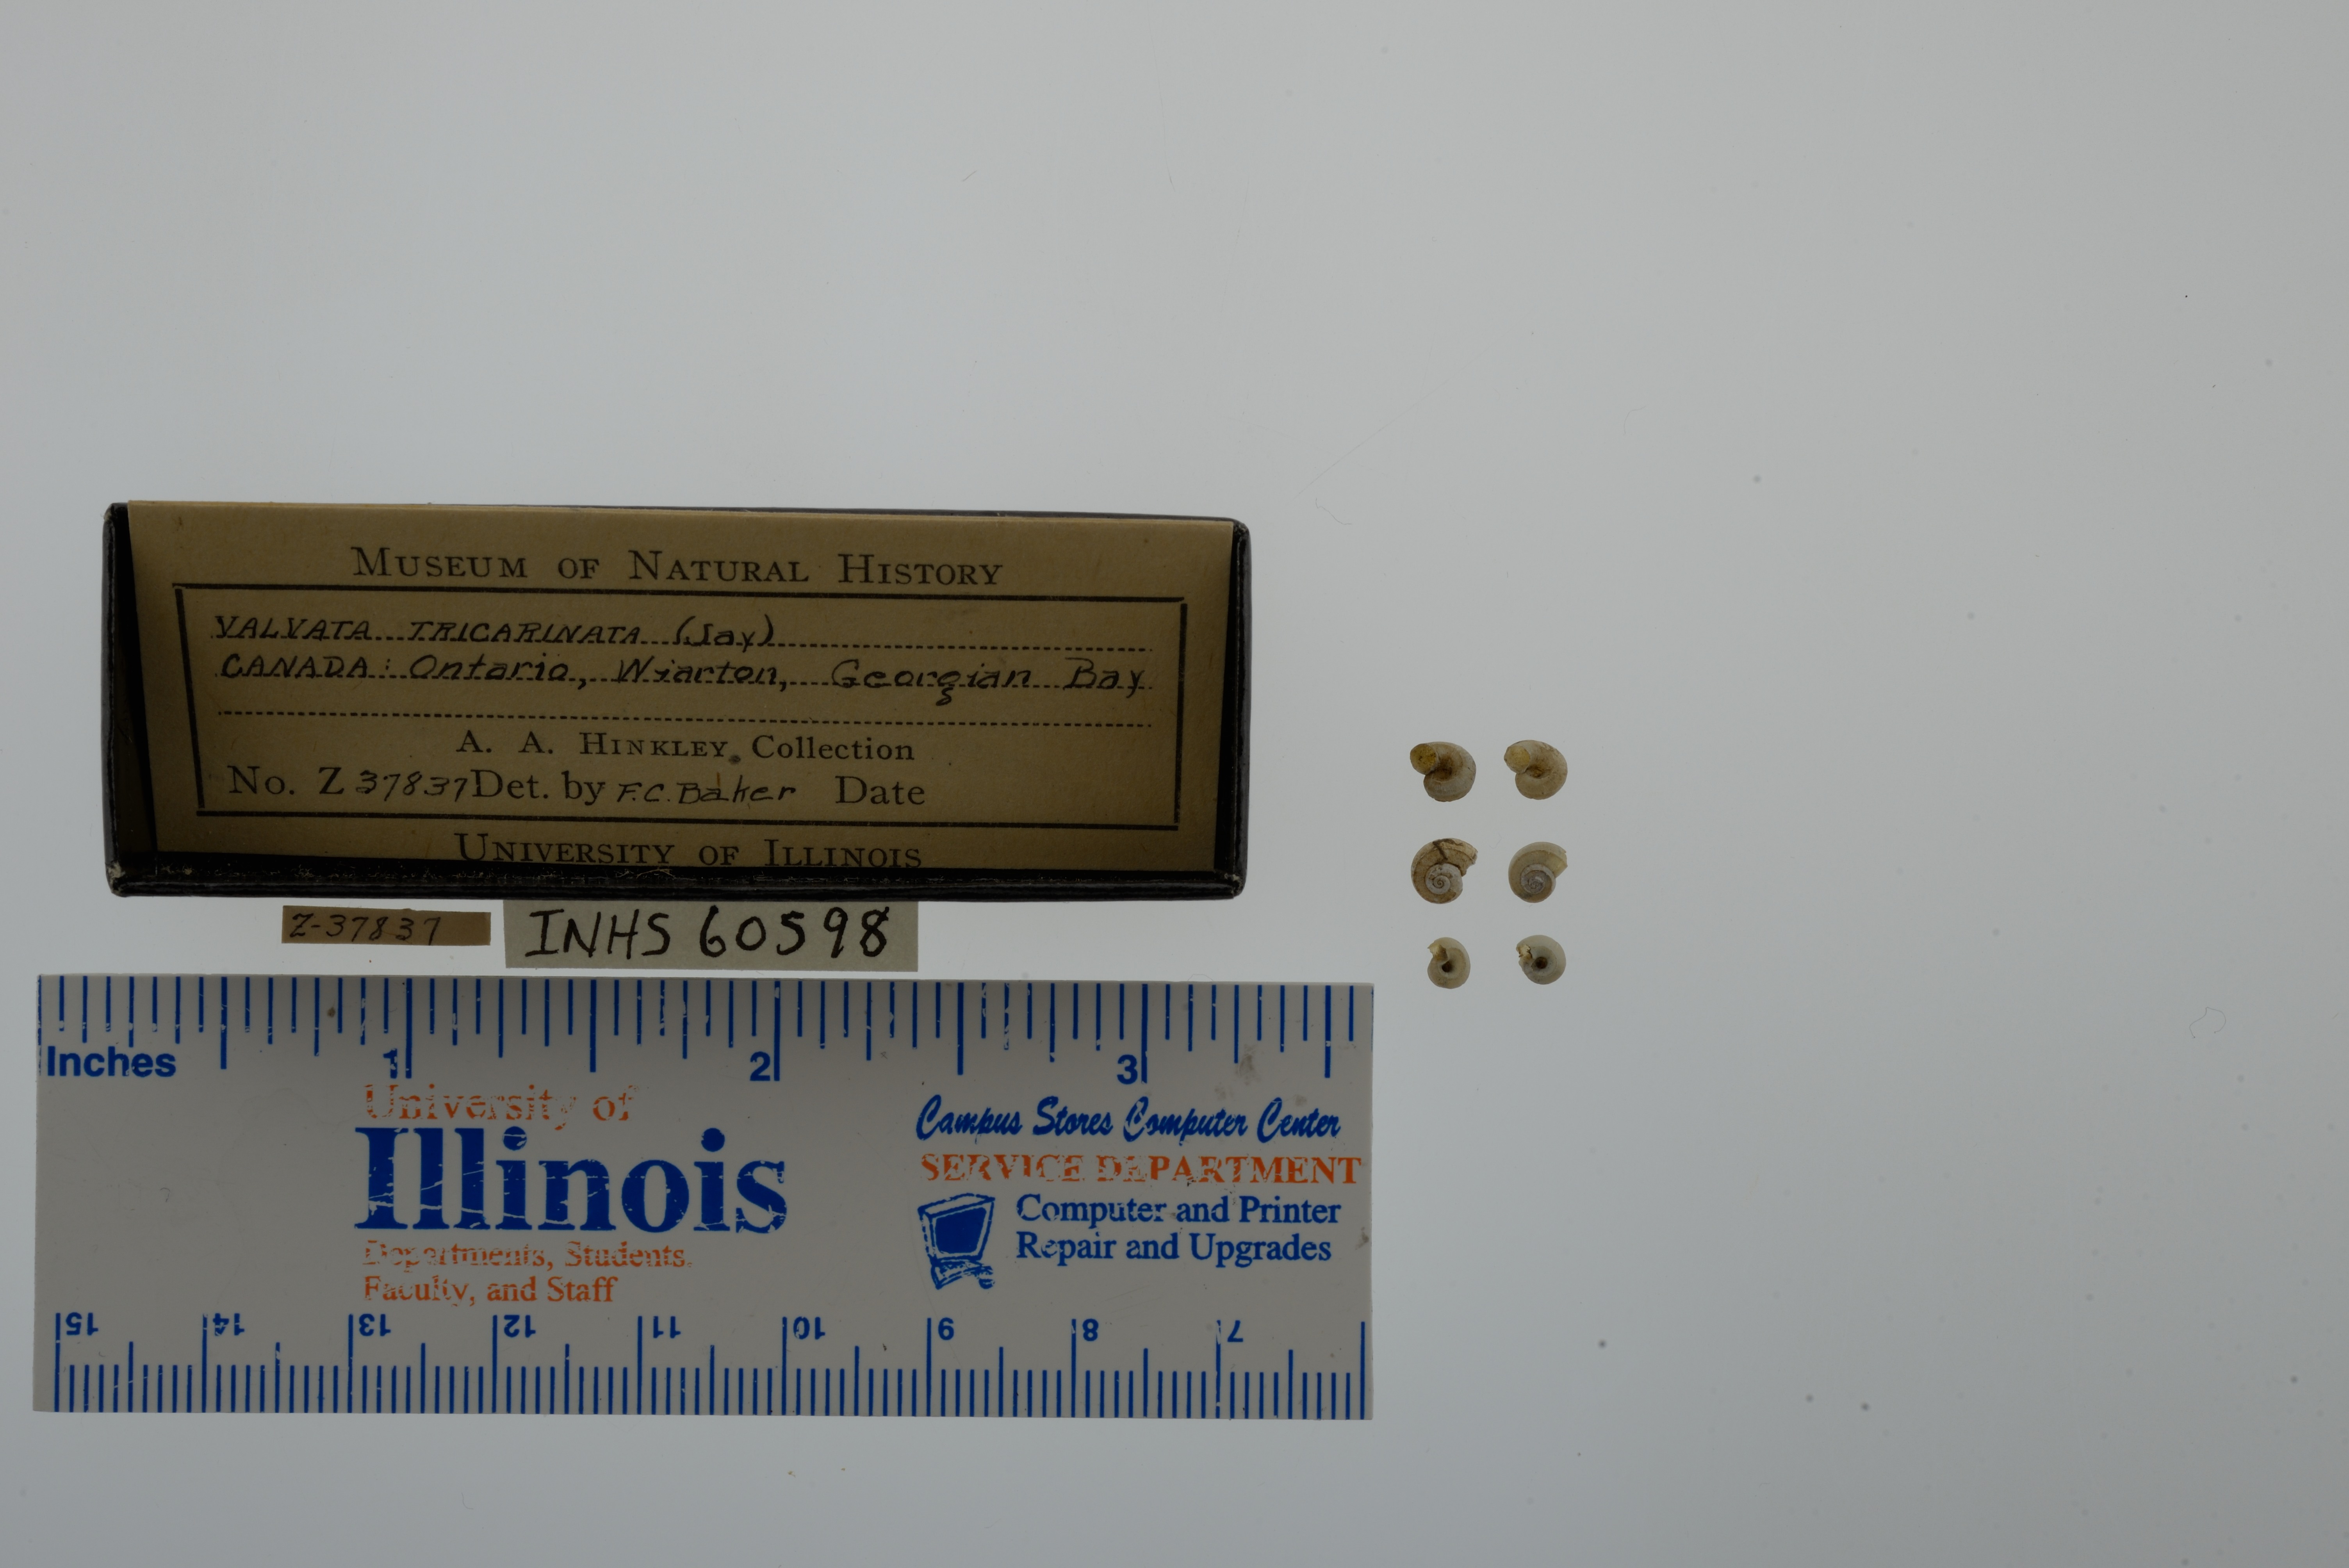 MUSEUM OF NATURAL HISTORY
VALVATA TRICARINATA (Say)
CANADA: Ontario, Wiarton, Georgian Bay
A. A. HINKLEY Collection
No. Z 37837 Det. by F.C. Baker Date
UNIVERSITY OF ILLINOIS
Z-37837
INHS 60598
Inches 1 2 3
University of
Illinois
Departments, Students,
Faculty, and Staff
Campus Stores Computer Center
SERVICE DEPARTMENT
Computer and Printer
Repair and Upgrades
15 14 13 12 11 10 9 8 7